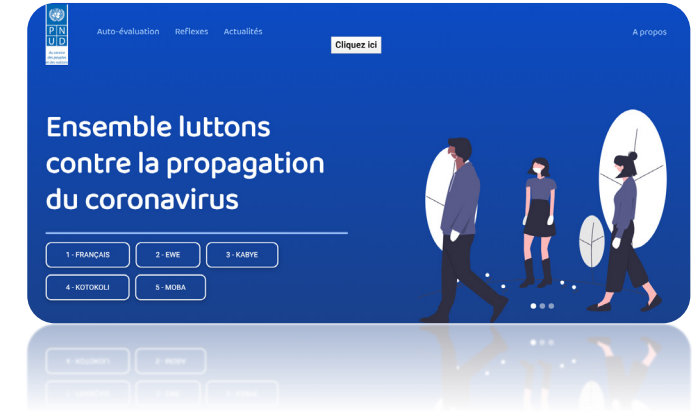 P N
U D
Auto-évaluation Reflexes Actualités
Cliquez ici
A propos
Ensemble luttons
contre la propagation
du coronavirus
1 - FRANÇAIS 2 - EWE 3 - KABYE
4 - KOTOKOLI 5 - MOBA